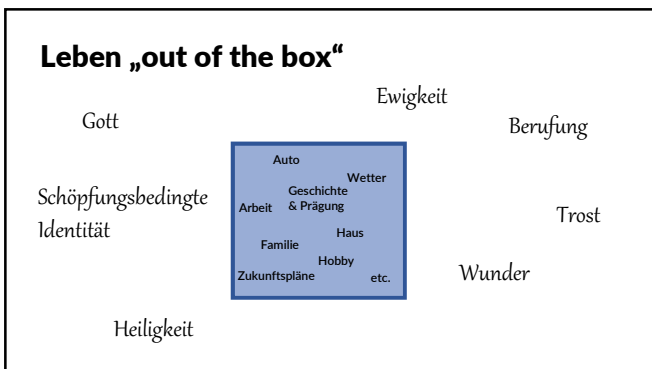 Leben „out of the box“
Ewigkeit
Gott
Berufung
Auto
Wetter
Geschichte
& Prägung
Arbeit
Schöpfungsbedingte
Identität
Trost
Haus
Familie
Hobby
Zukunftspläne
etc.
Wunder
Heiligkeit